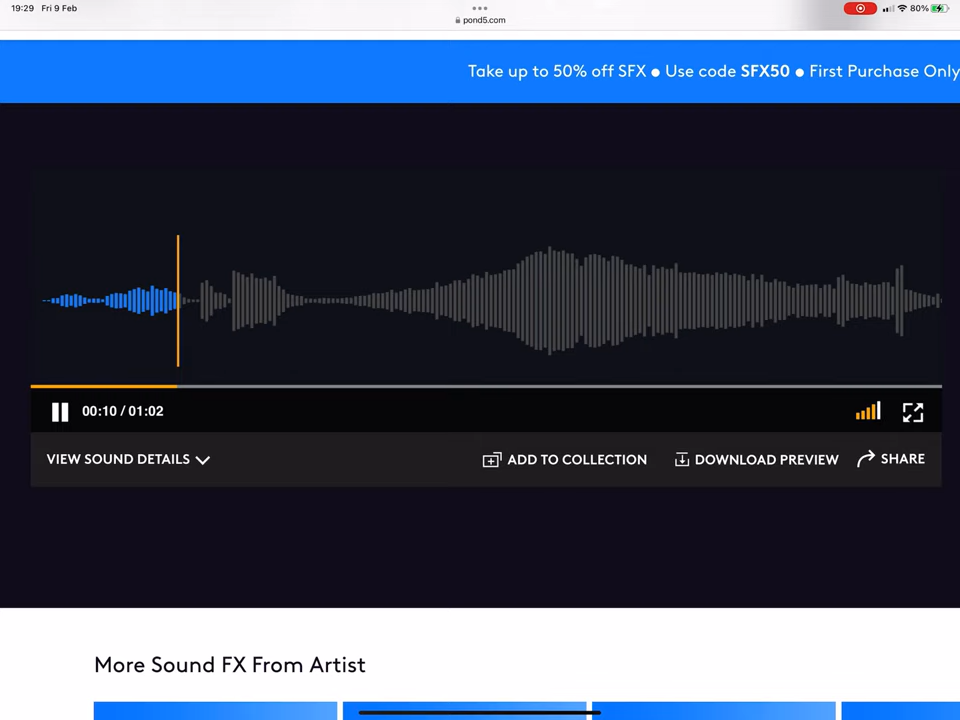 19:29 Fri 9 Feb
80%
pond5.com
Take up to 50% off SFX ● Use code SFX50 ● First Purchase Only
00:10 / 01:02
VIEW SOUND DETAILS
ADD TO COLLECTION
DOWNLOAD PREVIEW
SHARE
More Sound FX From Artist